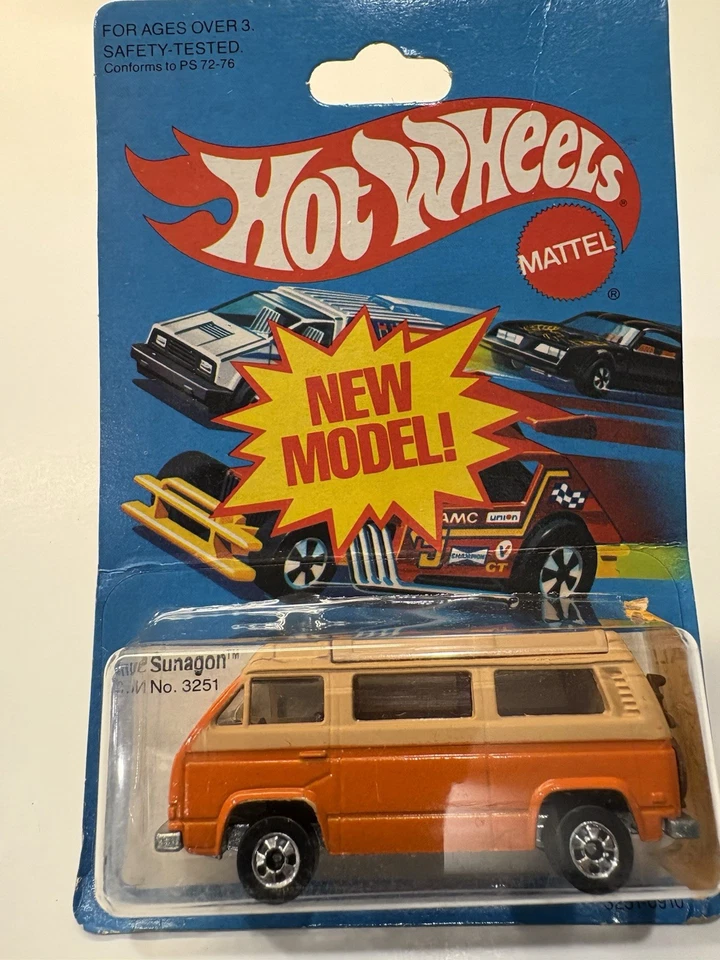 FOR AGES OVER 3.
SAFETY-TESTED.
Conforms to PS 72-76
HOT WHEELS®
MATTEL
®
NEW
MODEL!
AMC union
CHAMPION V
GT
Sunagon™
No. 3251